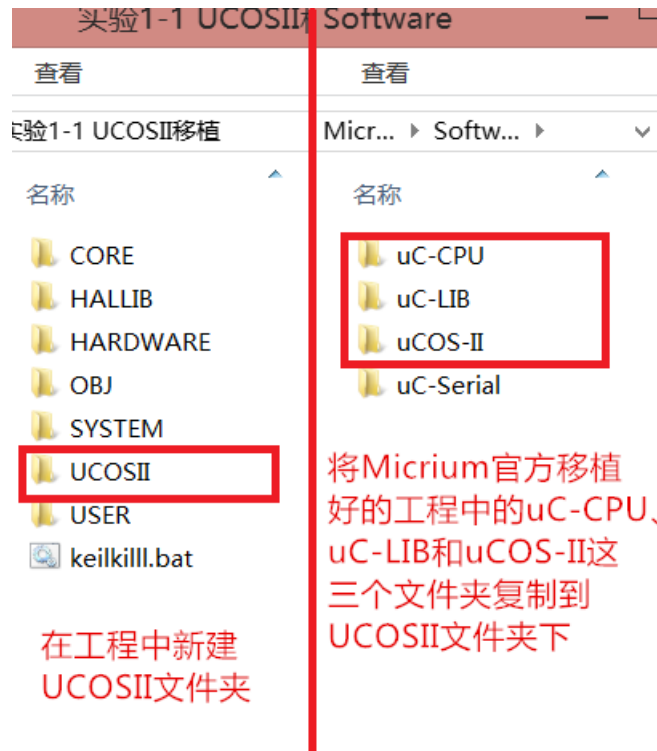 实验1-1 UCOSII
查看
实验1-1 UCOSII移植
名称
CORE
HALLIB
HARDWARE
OBJ
SYSTEM
UCOSII
USER
keilkilll.bat
在工程中新建
UCOSII文件夹
Software
查看
Micr... Softw...
名称
uC-CPU
uC-LIB
uCOS-II
uC-Serial
将Micrium官方移植
好的工程中的uC-CPU、
uC-LIB和uCOS-II这
三个文件夹复制到
UCOSII文件夹下